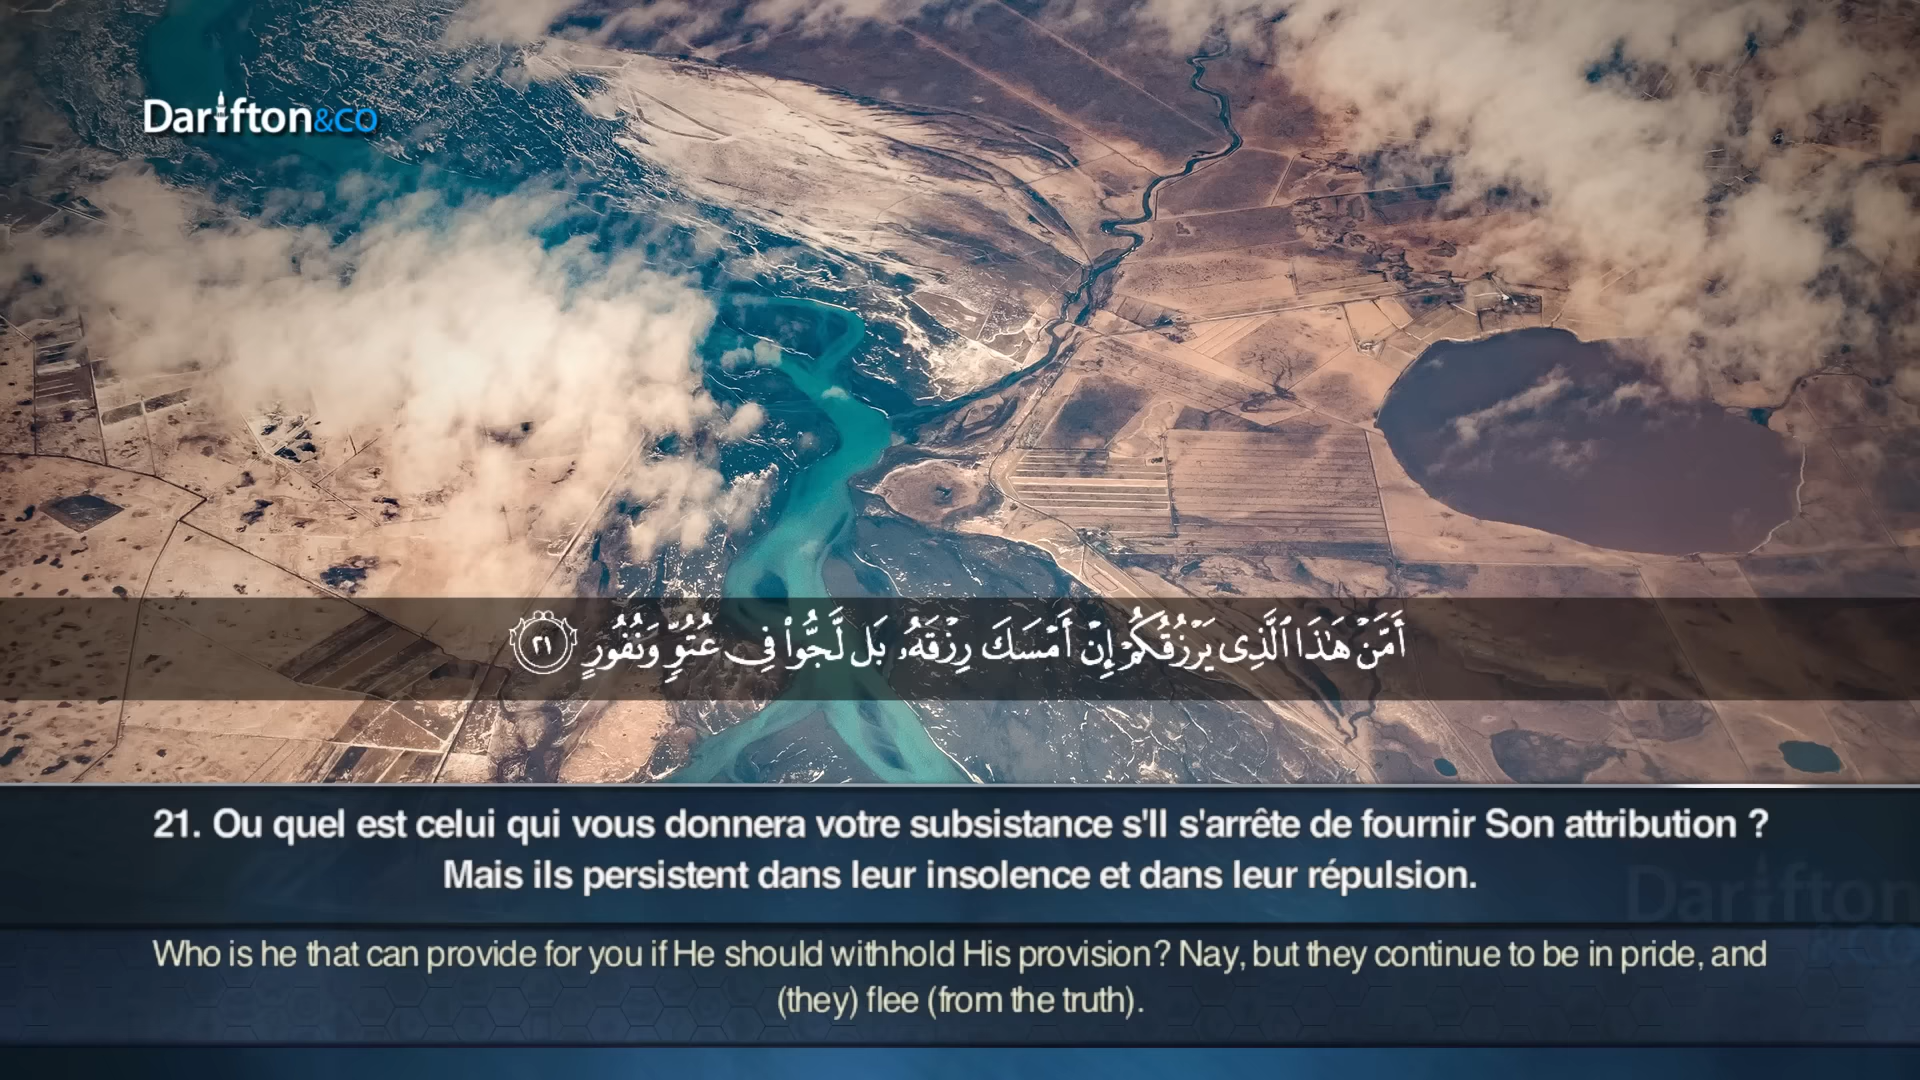 Darifton&co
أَمَّنْ هَٰذَا ٱلَّذِى يَرْزُقُكُمْ إِنْ أَمْسَكَ رِزْقَهُۥ بَل لَّجُّوا۟ فِى عُتُوٍّ وَنُفُورٍ ٢١
21. Ou quel est celui qui vous donnera votre subsistance s'Il s'arrête de fournir Son attribution ?
Mais ils persistent dans leur insolence et dans leur répulsion.
Darifton
&co
Who is he that can provide for you if He should withhold His provision? Nay, but they continue to be in pride, and
(they) flee (from the truth).